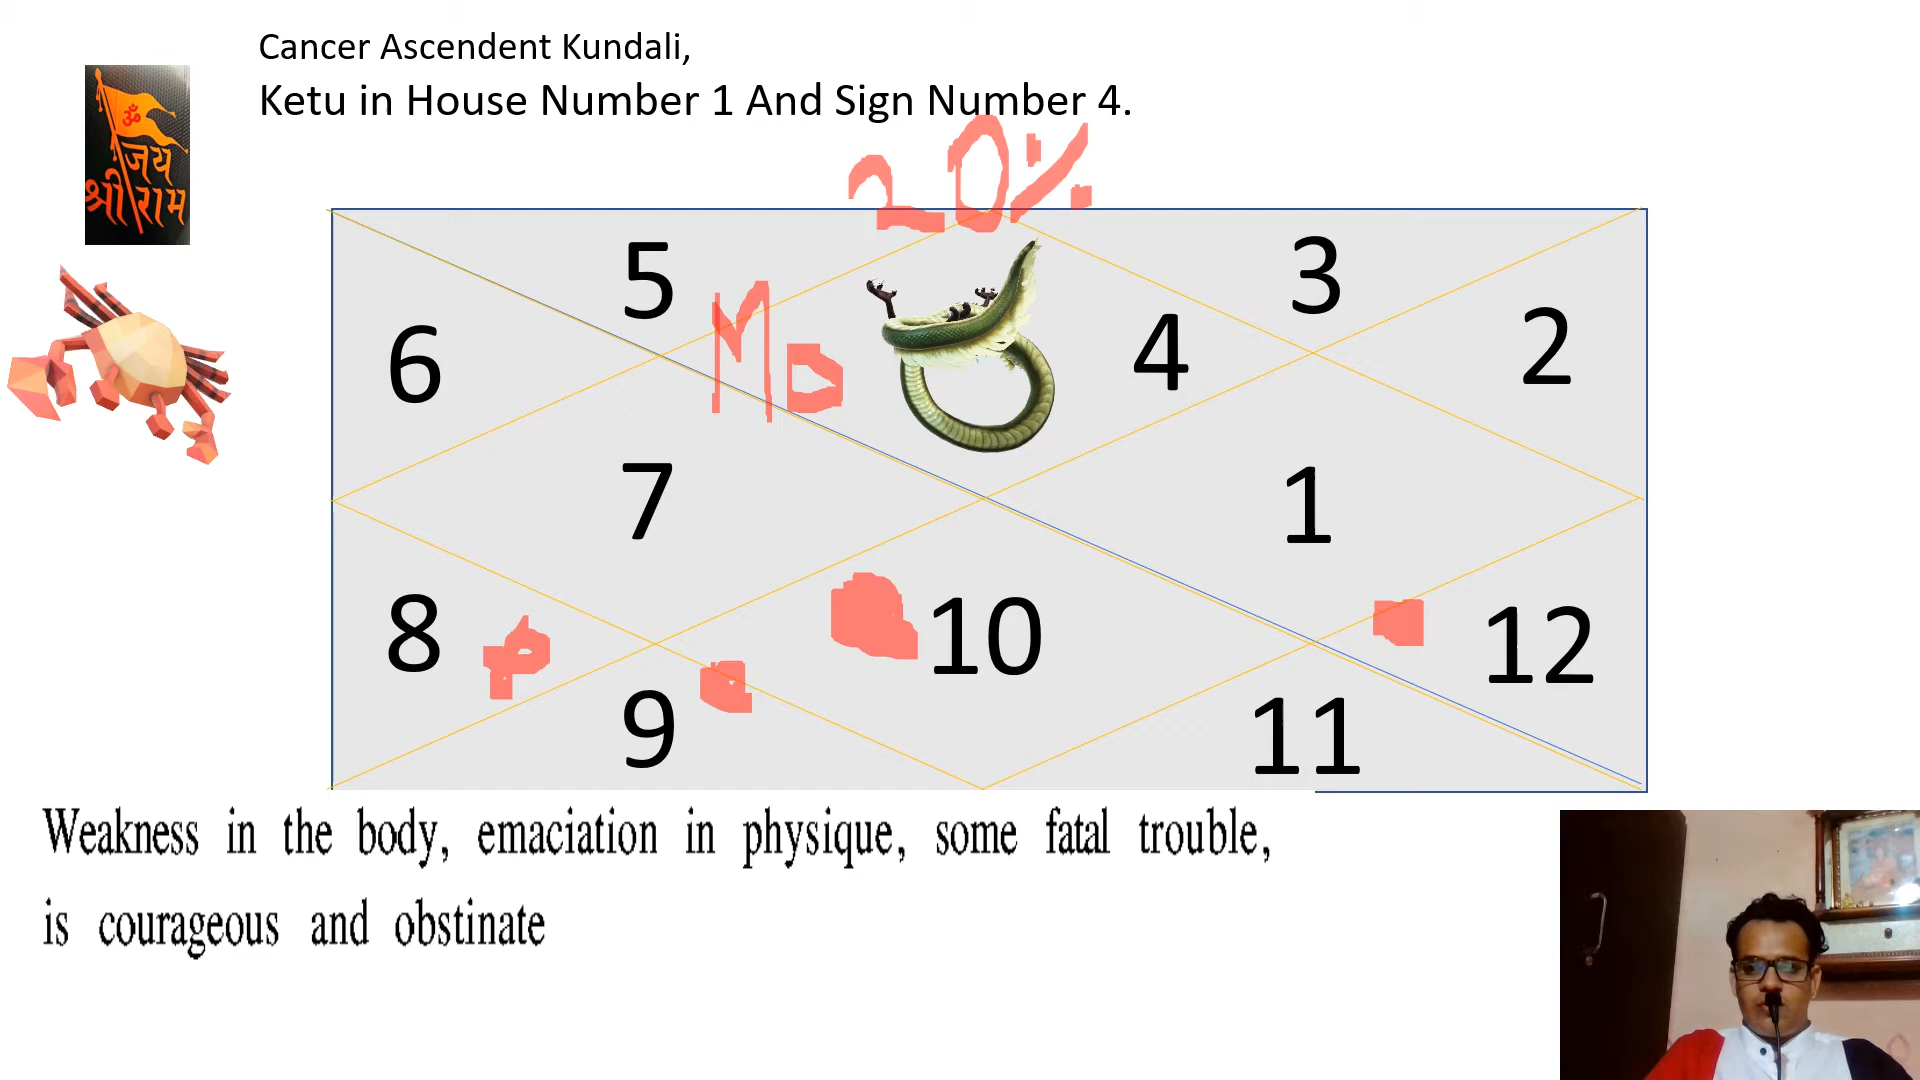 Cancer Ascendent Kundali,
Ketu in House Number 1 And Sign Number 4.
ॐ
जय
श्री राम
20%
5
3
6
Mo
4
2
7
1
8
10
12
9
11
Weakness in the body, emaciation in physique, some fatal trouble,
is courageous and obstinate